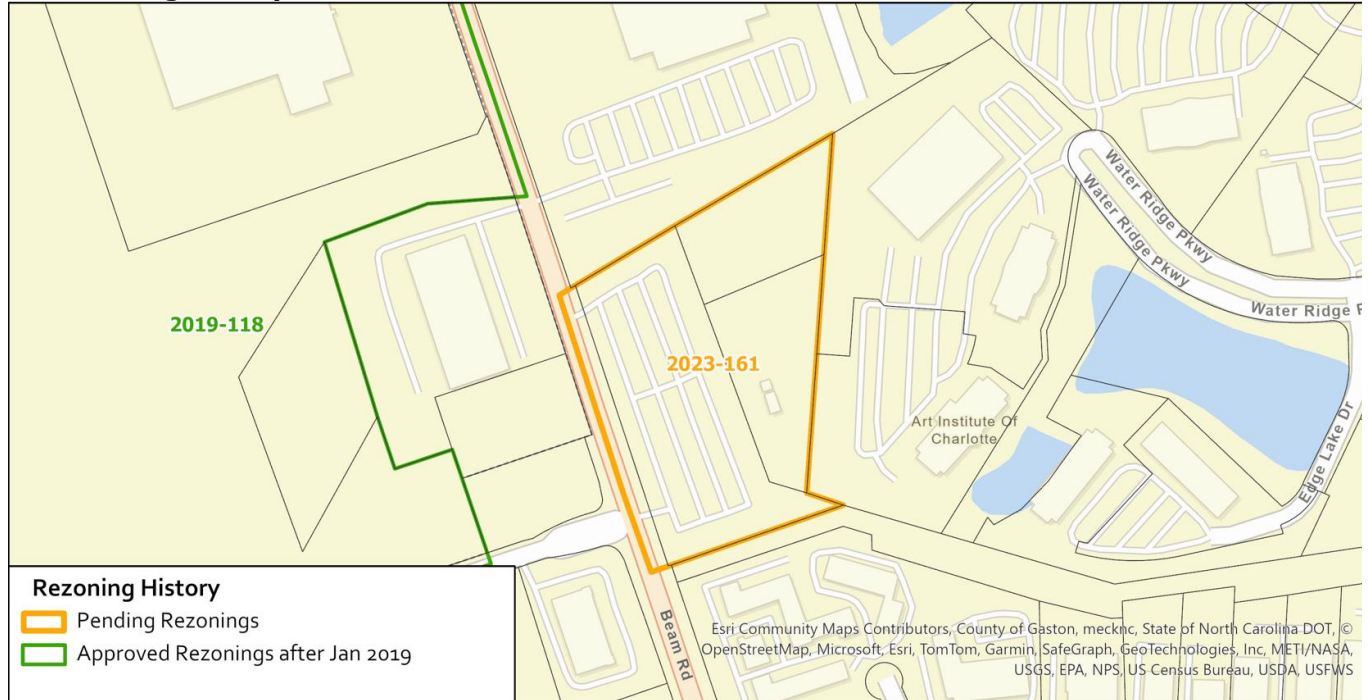 2019-118
2023-161
Water Ridge Pkwy
Water Ridge Pkwy
Water Ridge P
Art Institute Of
Charlotte
Edge Lake Dr
Beam Rd
Rezoning History
Pending Rezonings
Approved Rezonings after Jan 2019
Esri Community Maps Contributors, County of Gaston, mecknc, State of North Carolina DOT, ©
OpenStreetMap, Microsoft, Esri, TomTom, Garmin, SafeGraph, GeoTechnologies, Inc, METI/NASA,
USGS, EPA, NPS, US Census Bureau, USDA, USFWS